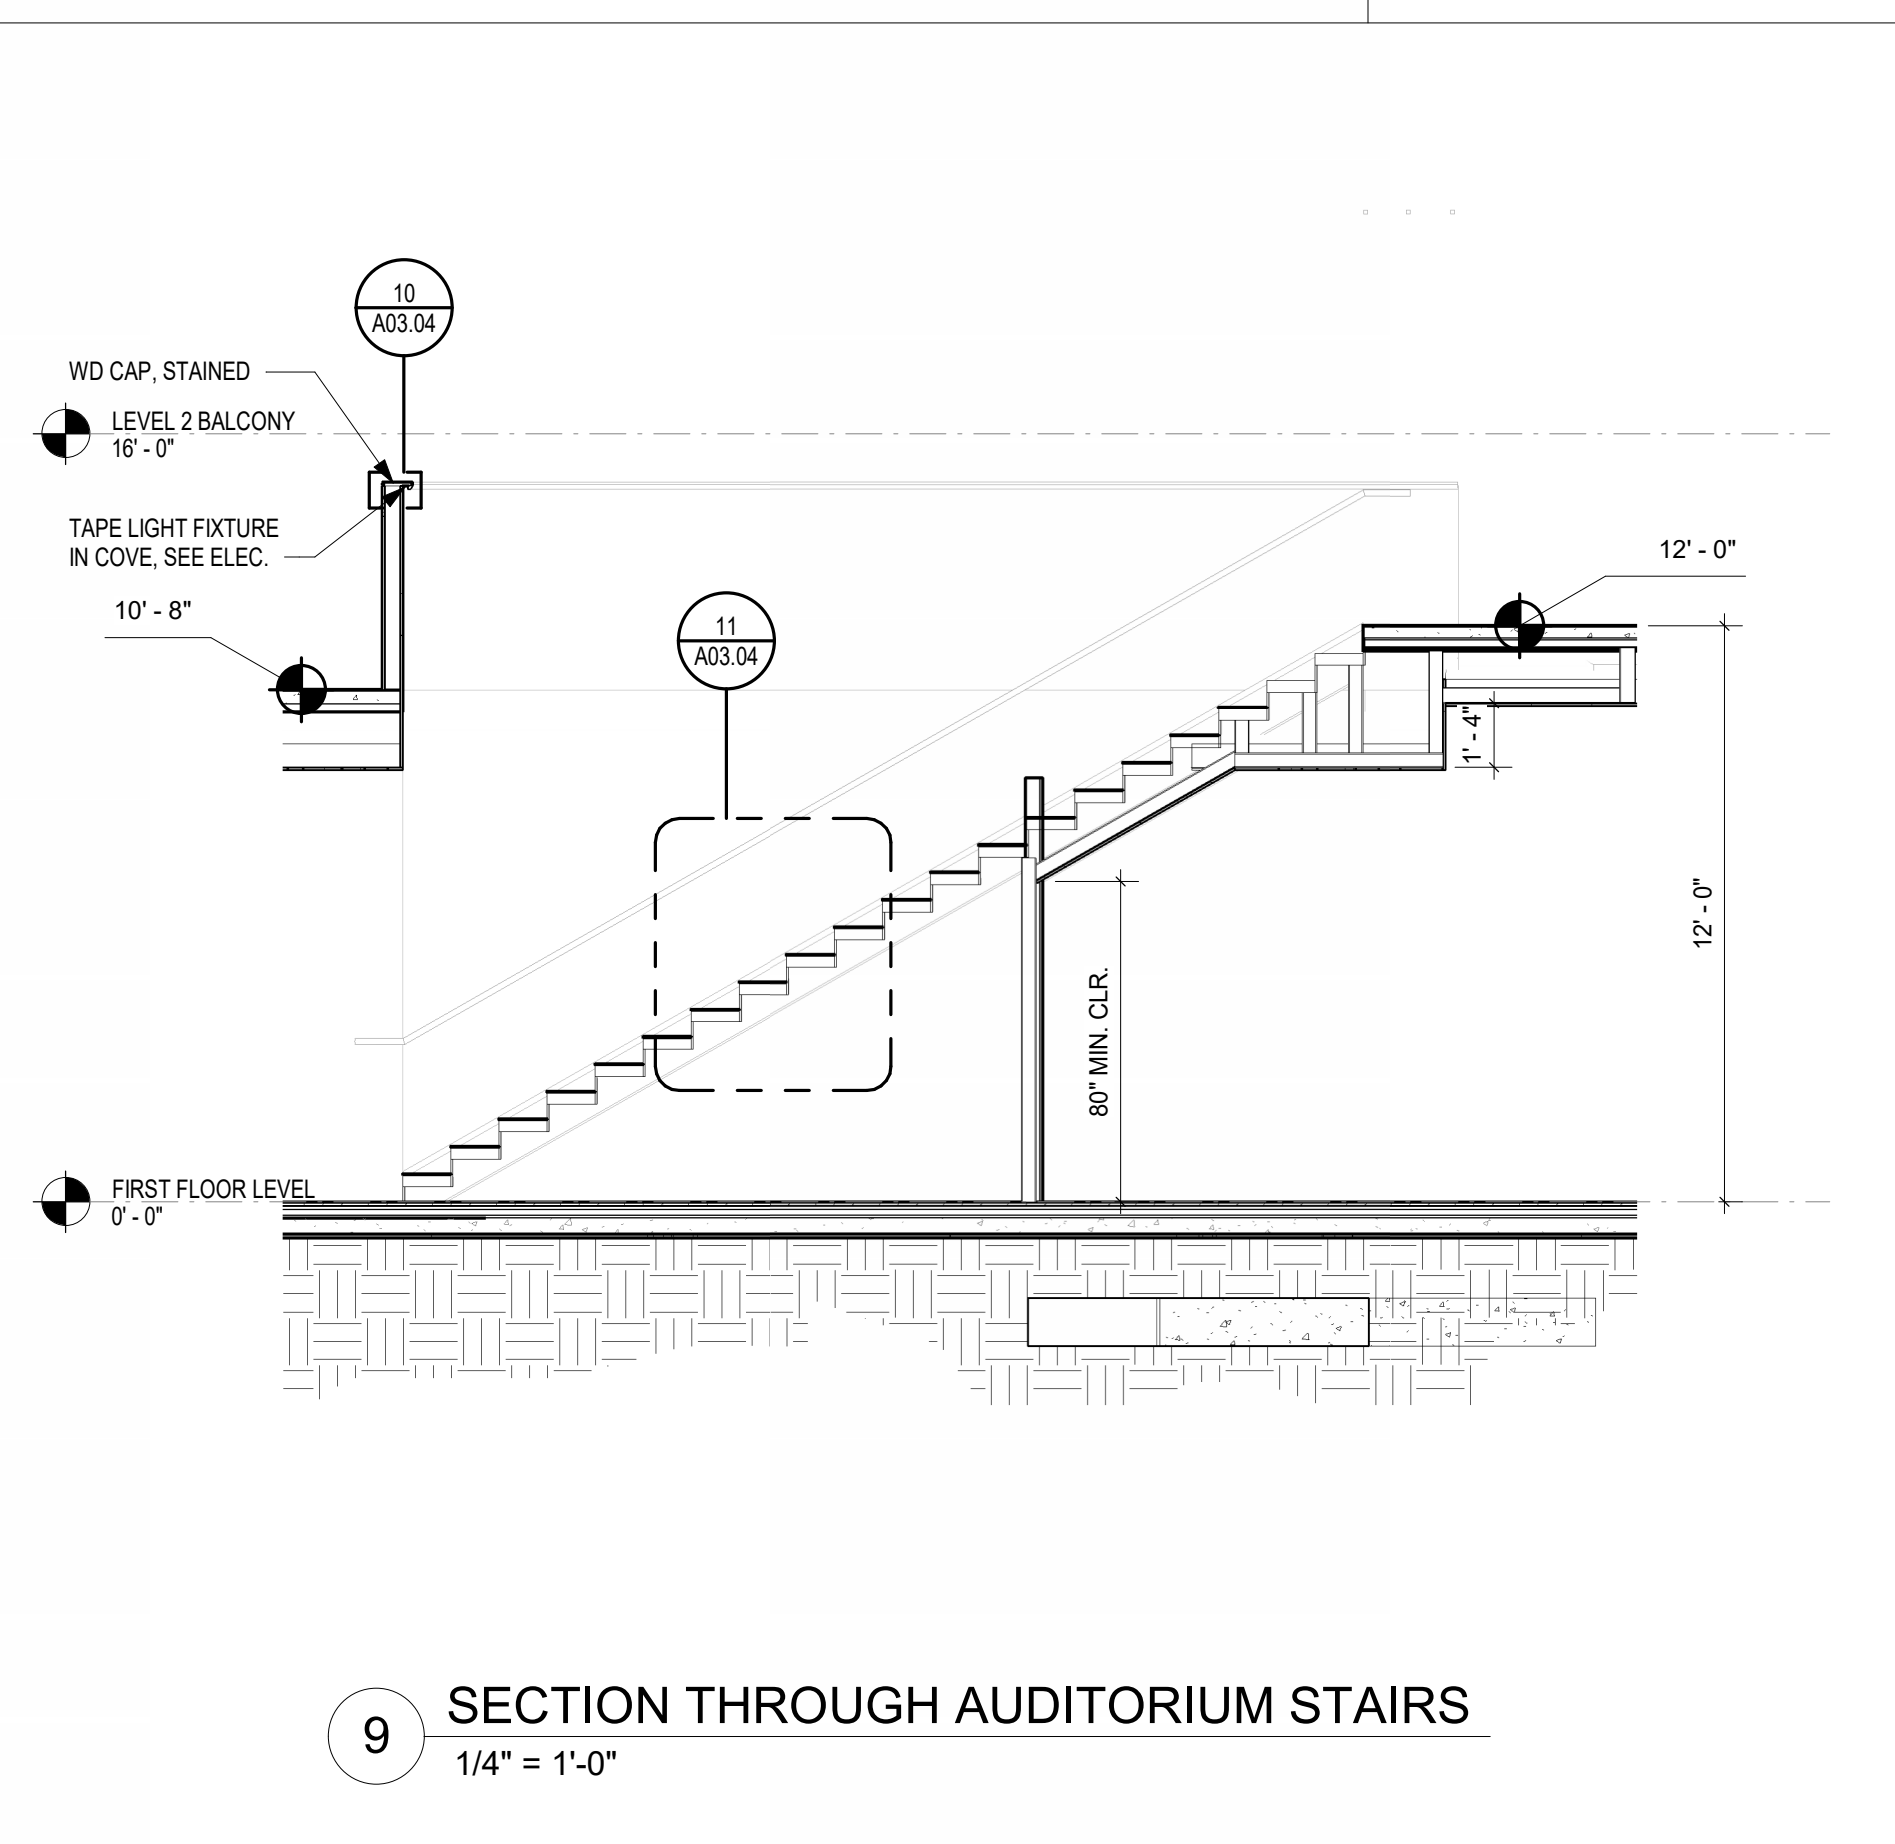 10
A03.04
WD CAP, STAINED
LEVEL 2 BALCONY
16' - 0"
TAPE LIGHT FIXTURE
IN COVE, SEE ELEC.
10' - 8"
11
A03.04
12' - 0"
1' - 4"
12' - 0"
80" MIN. CLR.
FIRST FLOOR LEVEL
0' - 0"
9
SECTION THROUGH AUDITORIUM STAIRS
1/4" = 1'-0"